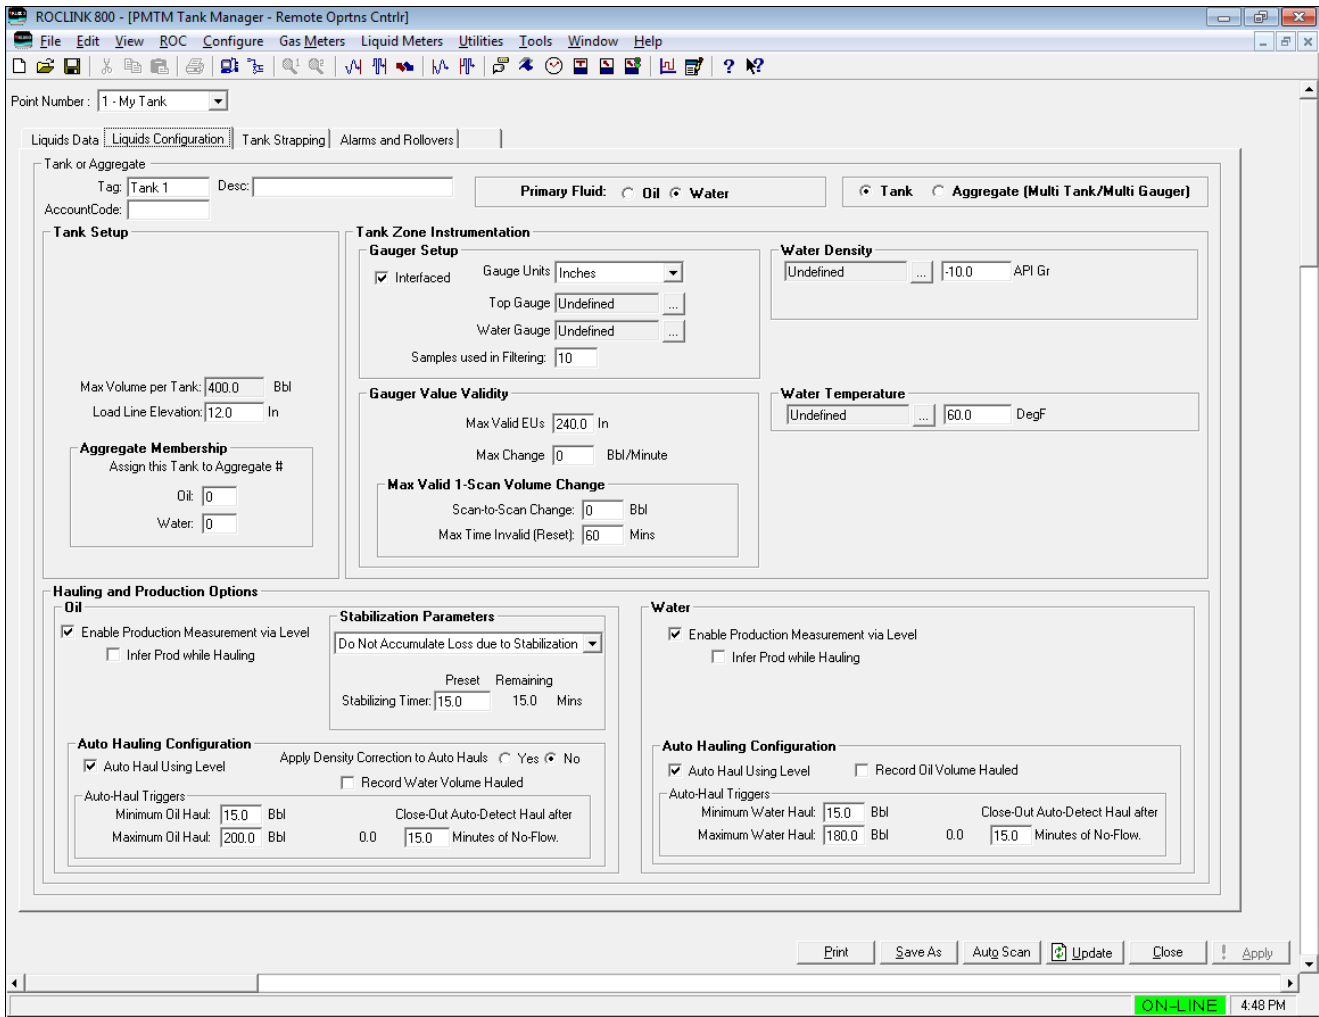 ROCLINK 800 - [PMTM Tank Manager - Remote Oprtns Cntrlr]
File Edit View ROC Configure Gas Meters Liquid Meters Utilities Tools Window Help
Point Number : 1 - My Tank
Liquids Data Liquids Configuration Tank Strapping Alarms and Rollovers
Tank or Aggregate
Tag: Tank 1 Desc: Primary Fluid: Oil Water Tank Aggregate (Multi Tank/Multi Gauger)
AccountCode:
Tank Setup Tank Zone Instrumentation
Gauger Setup Water Density
Interfaced Gauge Units Inches Undefined ... -10.0 API Gr
Top Gauge Undefined ...
Water Gauge Undefined ...
Samples used in Filtering: 10
Max Volume per Tank: 400.0 Bbl Gauger Value Validity Water Temperature
Load Line Elevation: 12.0 In Max Valid EUs 240.0 In Undefined ... 60.0 DegF
Aggregate Membership Max Change 0 Bbl/Minute
Assign this Tank to Aggregate #
Oil: 0 Max Valid 1-Scan Volume Change
Water: 0 Scan-to-Scan Change: 0 Bbl
Max Time Invalid (Reset): 60 Mins
Hauling and Production Options
Oil Stabilization Parameters Water
Enable Production Measurement via Level Do Not Accumulate Loss due to Stabilization Enable Production Measurement via Level
Infer Prod while Hauling Infer Prod while Hauling
Preset Remaining
Stabilizing Timer: 15.0 15.0 Mins
Auto Hauling Configuration Apply Density Correction to Auto Hauls Yes No Auto Hauling Configuration
Auto Haul Using Level Record Water Volume Hauled Auto Haul Using Level Record Oil Volume Hauled
Auto-Haul Triggers Auto-Haul Triggers
Minimum Oil Haul: 15.0 Bbl Close-Out Auto-Detect Haul after Minimum Water Haul: 15.0 Bbl Close-Out Auto-Detect Haul after
Maximum Oil Haul: 200.0 Bbl 0.0 15.0 Minutes of No-Flow. Maximum Water Haul: 180.0 Bbl 0.0 15.0 Minutes of No-Flow.
Print Save As Auto Scan Update Close ! Apply
ON-LINE 4:48 PM